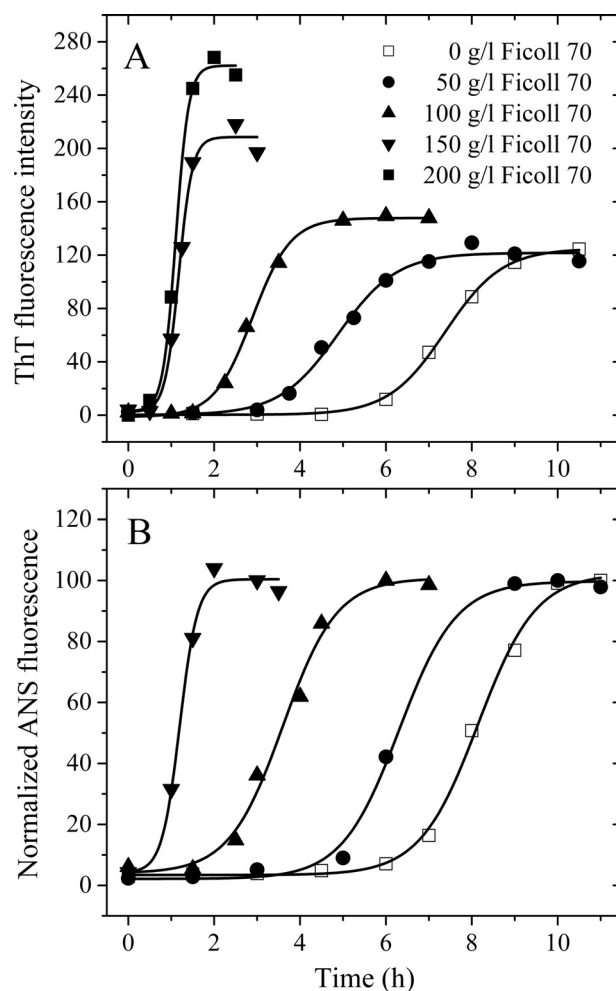 A
0 g/l Ficoll 70
50 g/l Ficoll 70
100 g/l Ficoll 70
150 g/l Ficoll 70
200 g/l Ficoll 70
ThT fluorescence intensity
280
240
200
160
120
80
40
0
0 2 4 6 8 10
B
Normalized ANS fluorescence
120
100
80
60
40
20
0
0 2 4 6 8 10
Time (h)